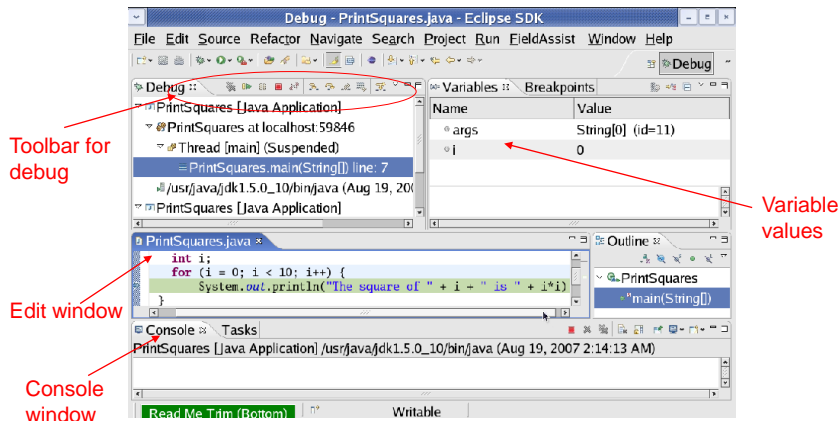 Debug - PrintSquares.java - Eclipse SDK
File Edit Source Refactor Navigate Search Project Run FieldAssist Window Help
Debug
Debug
Variables Breakpoints
PrintSquares [Java Application]
Name Value
PrintSquares at localhost:59846
args String[0] (id=11)
Thread [main] (Suspended)
i 0
PrintSquares.main(String[]) line: 7
/usr/java/jdk1.5.0_10/bin/java (Aug 19, 200
PrintSquares [Java Application]
Toolbar for
debug
Variable
values
PrintSquares.java
Outline
int i;
for (i = 0; i < 10; i++) {
System.out.println("The square of " + i + " is " + i*i)
}
PrintSquares
main(String[])
Edit window
Console Tasks
PrintSquares [Java Application] /usr/java/jdk1.5.0_10/bin/java (Aug 19, 2007 2:14:13 AM)
Console
window
Read Me Trim (Bottom)
Writable